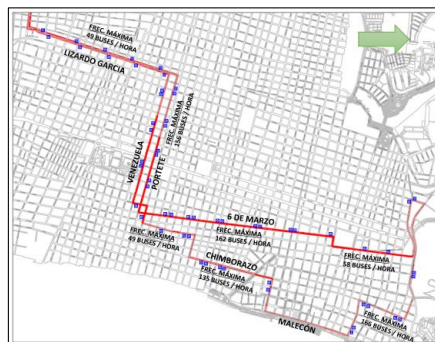 FREC. MÁXIMA
49 BUSES / HORA
LIZARDO GARCIA
FREC. MÁXIMA
156 BUSES / HORA
VENEZUELA
PORTETE
6 DE MARZO
FREC. MÁXIMA
162 BUSES / HORA
FREC. MÁXIMA
49 BUSES / HORA
FREC. MÁXIMA
58 BUSES / HORA
CHIMBORAZO
FREC. MÁXIMA
135 BUSES / HORA
MALECÓN
FREC. MÁXIMA
166 BUSES / HORA